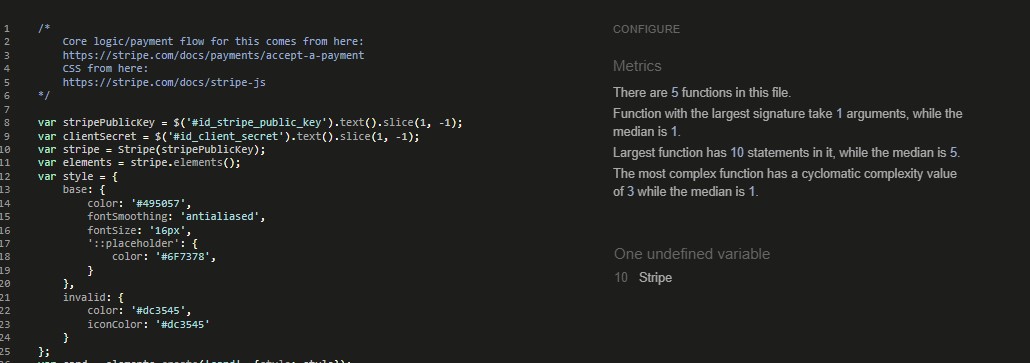 1 /*
2 Core logic/payment flow for this comes from here:
3 https://stripe.com/docs/payments/accept-a-payment
4 CSS from here:
5 https://stripe.com/docs/stripe-js
6 */
7
8 var stripePublicKey = $('#id_stripe_public_key').text().slice(1, -1);
9 var clientSecret = $('#id_client_secret').text().slice(1, -1);
10 var stripe = Stripe(stripePublicKey);
11 var elements = stripe.elements();
12 var style = {
13 base: {
14 color: '#495057',
15 fontSmoothing: 'antialiased',
16 fontSize: '16px',
17 '::placeholder': {
18 color: '#6F7378',
19 }
20 },
21 invalid: {
22 color: '#dc3545',
23 iconColor: '#dc3545'
24 }
25 };
CONFIGURE
Metrics
There are 5 functions in this file.
Function with the largest signature take 1 arguments, while the
median is 1.
Largest function has 10 statements in it, while the median is 5.
The most complex function has a cyclomatic complexity value
of 3 while the median is 1.
One undefined variable
10 Stripe